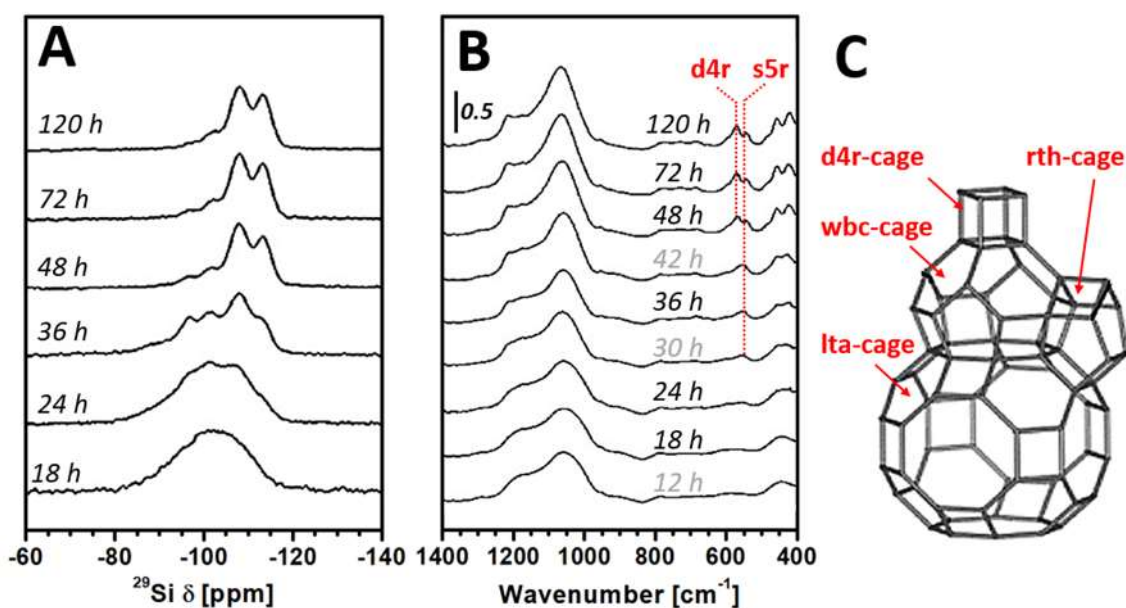 A
120 h
72 h
48 h
36 h
24 h
18 h
-60 -80 -100 -120 -140
²⁹Si δ [ppm]
B
d4r s5r
0.5
120 h
72 h
48 h
42 h
36 h
30 h
24 h
18 h
12 h
1400 1200 1000 800 600 400
Wavenumber [cm⁻¹]
C
d4r-cage
rth-cage
wbc-cage
lta-cage